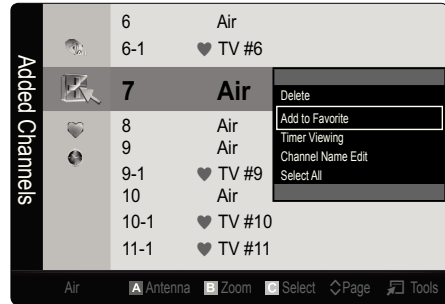 Added Channels
6 Air
6-1 ♥ TV #6
7 Air
8 Air
9 Air
9-1 ♥ TV #9
10 Air
10-1 ♥ TV #10
11-1 ♥ TV #11
Delete
Add to Favorite
Timer Viewing
Channel Name Edit
Select All
Air A Antenna B Zoom C Select Page Tools